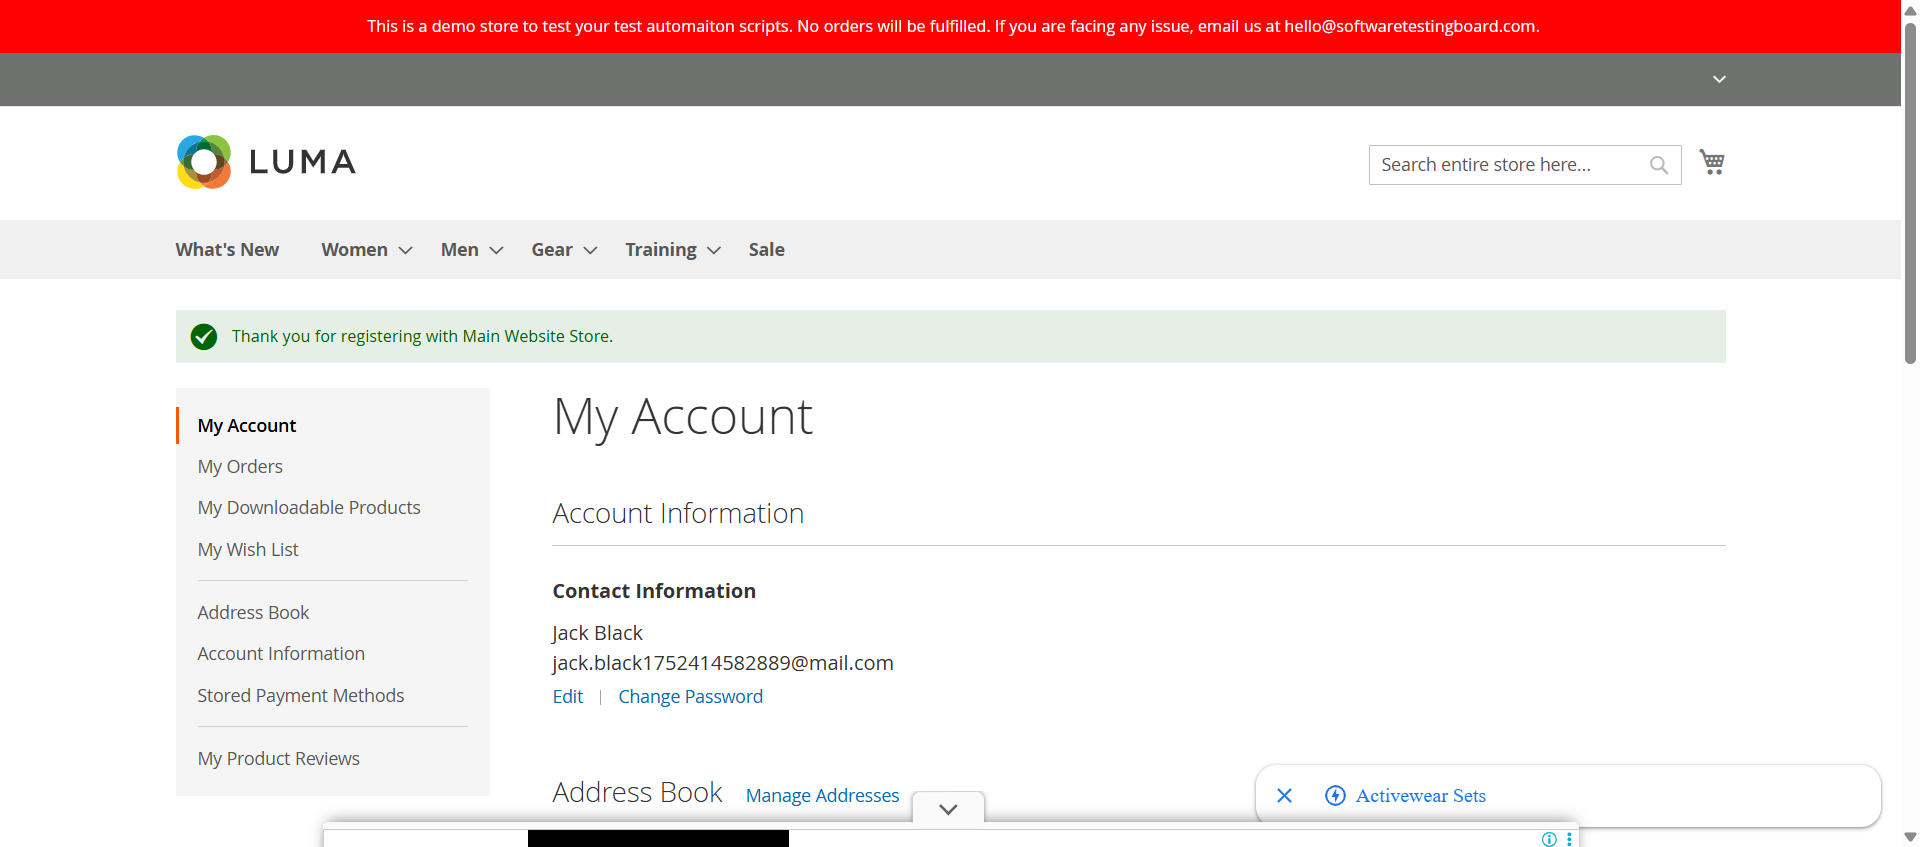 This is a demo store to test your test automaiton scripts. No orders will be fulfilled. If you are facing any issue, email us at hello@softwaretestingboard.com.
LUMA
Search entire store here...
What's New
Women
Men
Gear
Training
Sale
Thank you for registering with Main Website Store.
My Account
My Orders
My Downloadable Products
My Wish List
Address Book
Account Information
Stored Payment Methods
My Product Reviews
My Account
Account Information
Contact Information
Jack Black
jack.black1752414582889@mail.com
Edit | Change Password
Address Book Manage Addresses
Activewear Sets